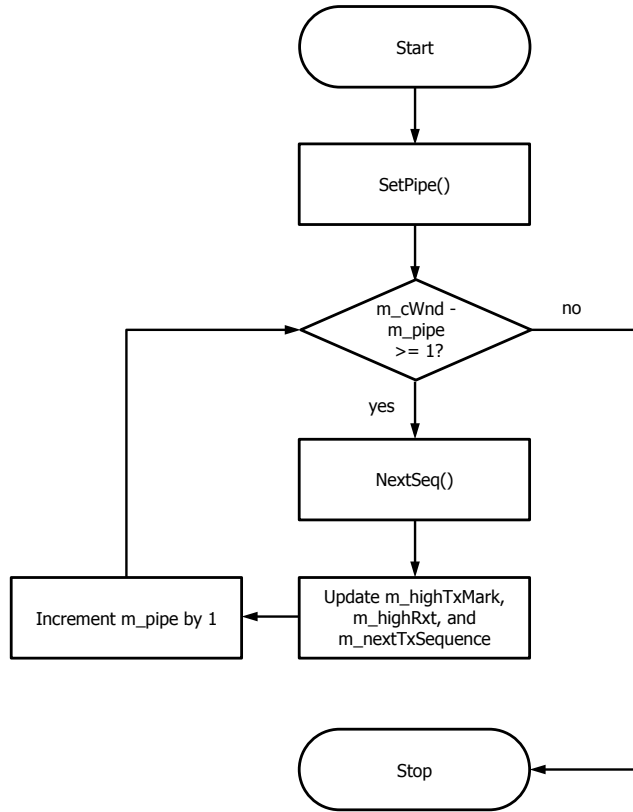 Start
SetPipe()
m_cWnd -
m_pipe
>= 1?
no
yes
NextSeq()
Increment m_pipe by 1
Update m_highTxMark,
m_highRxt, and
m_nextTxSequence
Stop